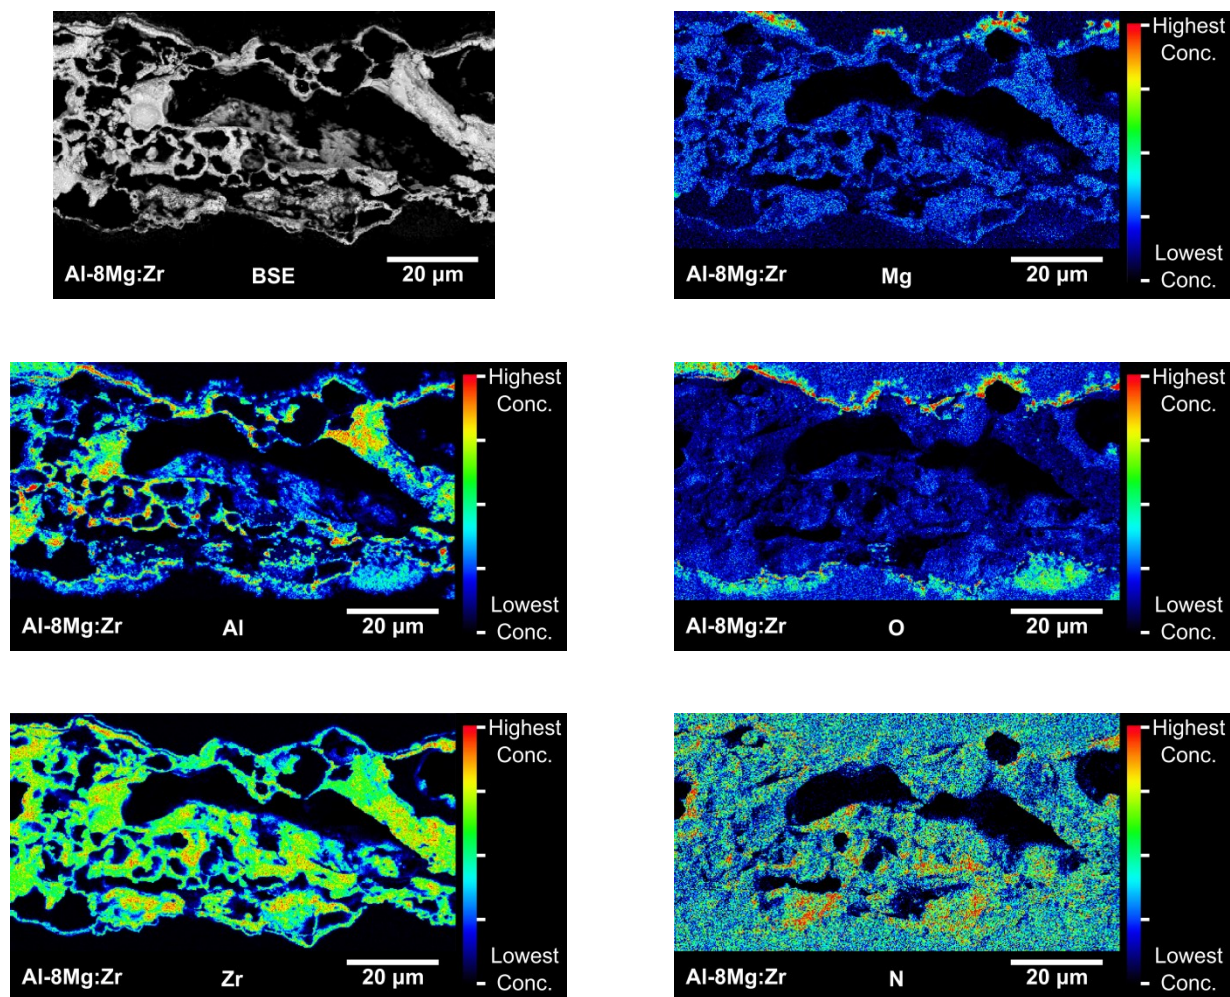 Al-8Mg:Zr BSE 20 µm
Highest
Conc.
Lowest
Conc.
Al-8Mg:Zr Mg 20 µm
Highest
Conc.
Lowest
Conc.
Al-8Mg:Zr Al 20 µm
Highest
Conc.
Lowest
Conc.
Al-8Mg:Zr O 20 µm
Highest
Conc.
Lowest
Conc.
Al-8Mg:Zr Zr 20 µm
Highest
Conc.
Lowest
Conc.
Al-8Mg:Zr N 20 µm